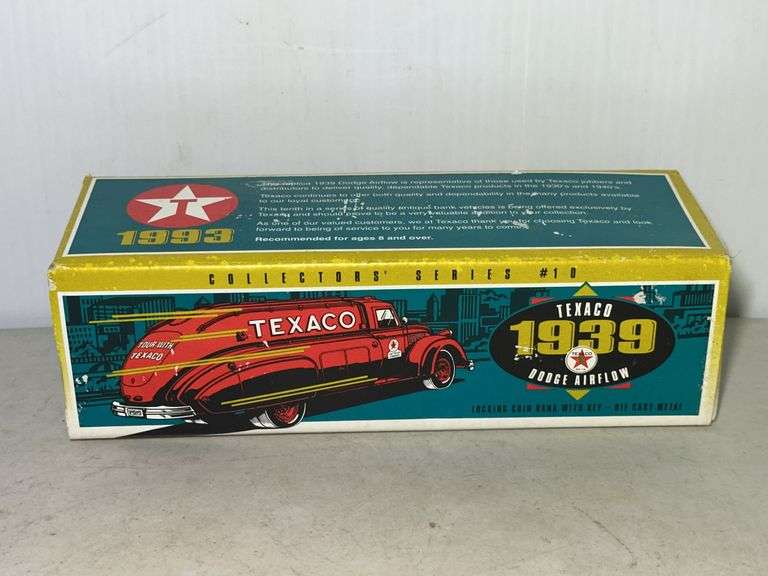 This replica 1939 Dodge Airflow is representative of those used by Texaco jobbers and
distributors to deliver quality, dependable Texaco products in the 1930's and 1940's.
Texaco continues to offer both quality and dependability in the many products available
to our loyal customers.
This tenth in a series of quality antique bank vehicles is being offered exclusively by
Texaco and should prove to be a very valuable addition to your collection.
As one of our valued customers, we at Texaco thank you for choosing Texaco and look
forward to being of service to you for many years to come.
Recommended for ages 8 and over.
T
1993
COLLECTORS' SERIES #10
TEXACO
TOUR WITH
TEXACO
TEXACO
1939
TEXACO
DODGE AIRFLOW
LOCKING COIN BANK WITH KEY - DIE CAST METAL